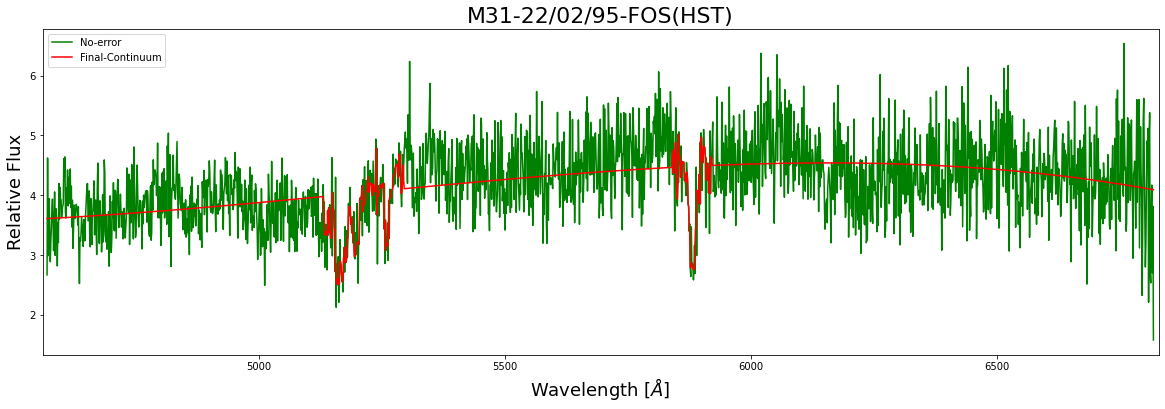 M31-22/02/95-FOS(HST)
No-error
Final-Continuum
Relative Flux
6
5
4
3
2
5000 5500 6000 6500
Wavelength [Å]